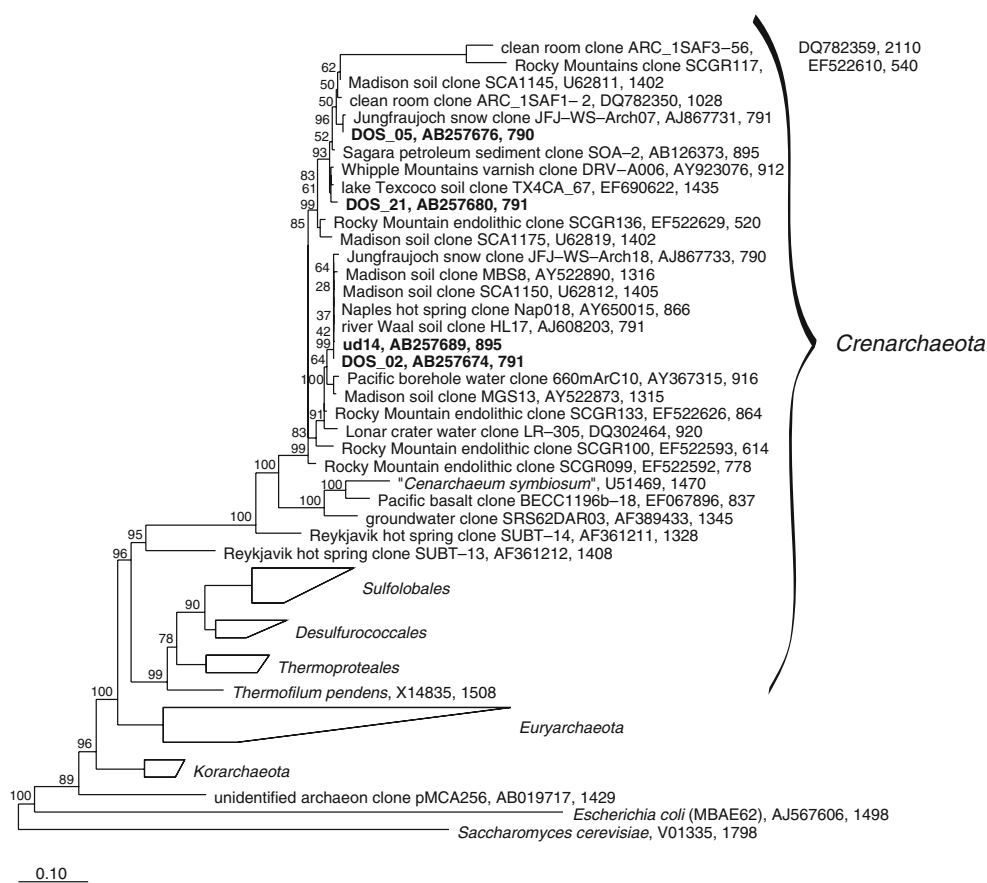 clean room clone ARC_1SAF3–56, DQ782359, 2110
Rocky Mountains clone SCGR117, EF522610, 540
62
50
Madison soil clone SCA1145, U62811, 1402
50
clean room clone ARC_1SAF1– 2, DQ782350, 1028
96
Jungfraujoch snow clone JFJ–WS–Arch07, AJ867731, 791
52
DOS_05, AB257676, 790
93
Sagara petroleum sediment clone SOA–2, AB126373, 895
Whipple Mountains varnish clone DRV–A006, AY923076, 912
83
61
lake Texcoco soil clone TX4CA_67, EF690622, 1435
99
DOS_21, AB257680, 791
85
Rocky Mountain endolithic clone SCGR136, EF522629, 520
Madison soil clone SCA1175, U62819, 1402
Jungfraujoch snow clone JFJ–WS–Arch18, AJ867733, 790
64
Madison soil clone MBS8, AY522890, 1316
28
Madison soil clone SCA1150, U62812, 1405
Naples hot spring clone Nap018, AY650015, 866
37
river Waal soil clone HL17, AJ608203, 791
42
99
ud14, AB257689, 895
Crenarchaeota
64
DOS_02, AB257674, 791
100
Pacific borehole water clone 660mArC10, AY367315, 916
Madison soil clone MGS13, AY522873, 1315
91
Rocky Mountain endolithic clone SCGR133, EF522626, 864
83
Lonar crater water clone LR–305, DQ302464, 920
99
Rocky Mountain endolithic clone SCGR100, EF522593, 614
100
Rocky Mountain endolithic clone SCGR099, EF522592, 778
100
"Cenarchaeum symbiosum", U51469, 1470
100
Pacific basalt clone BECC1196b–18, EF067896, 837
100
groundwater clone SRS62DAR03, AF389433, 1345
95
Reykjavik hot spring clone SUBT–14, AF361211, 1328
96
Reykjavik hot spring clone SUBT–13, AF361212, 1408
Sulfolobales
90
Desulfurococcales
78
Thermoproteales
99
100
Thermofilum pendens, X14835, 1508
Euryarchaeota
96
Korarchaeota
89
unidentified archaeon clone pMCA256, AB019717, 1429
100
Escherichia coli (MBAE62), AJ567606, 1498
Saccharomyces cerevisiae, V01335, 1798
0.10